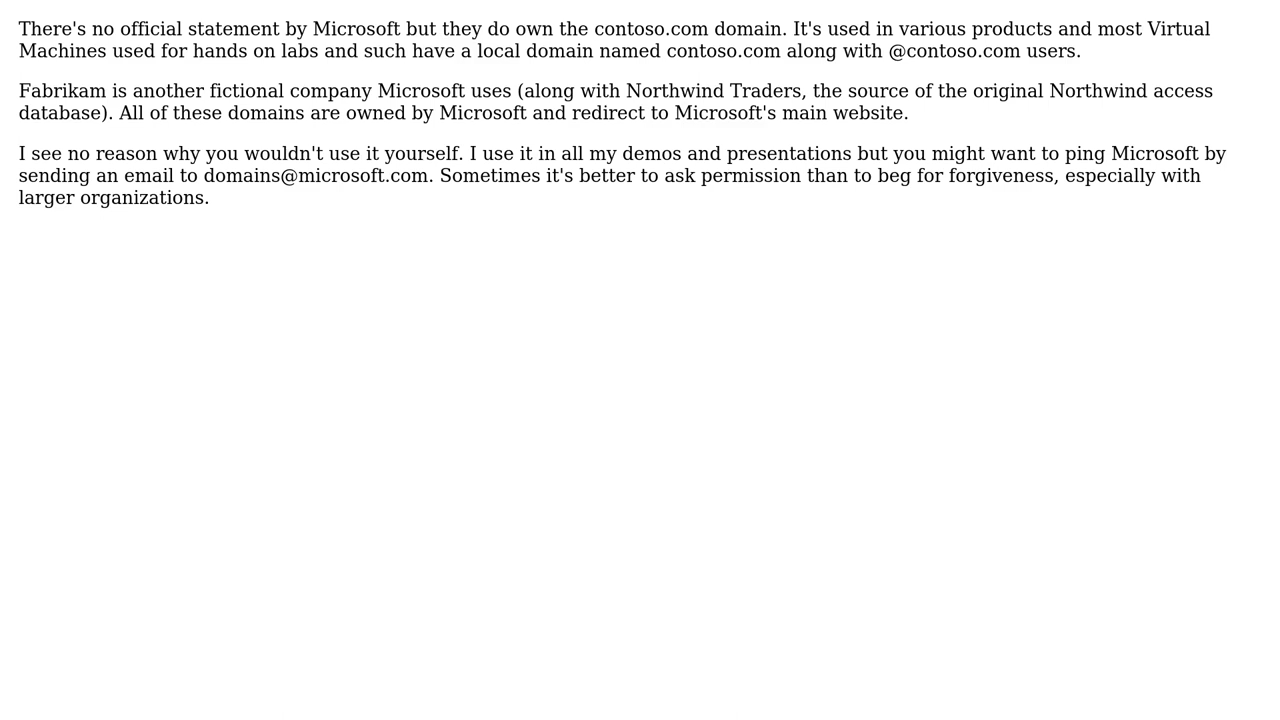 There's no official statement by Microsoft but they do own the contoso.com domain. It's used in various products and most Virtual
Machines used for hands on labs and such have a local domain named contoso.com along with @contoso.com users.
Fabrikam is another fictional company Microsoft uses (along with Northwind Traders, the source of the original Northwind access
database). All of these domains are owned by Microsoft and redirect to Microsoft's main website.
I see no reason why you wouldn't use it yourself. I use it in all my demos and presentations but you might want to ping Microsoft by
sending an email to domains@microsoft.com. Sometimes it's better to ask permission than to beg for forgiveness, especially with
larger organizations.